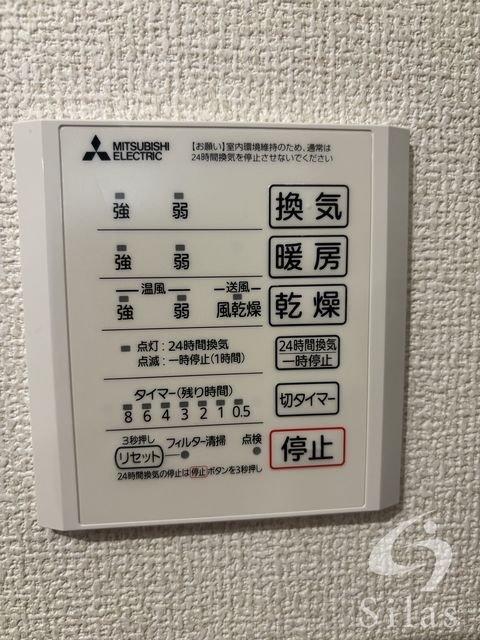 MITSUBISHI
ELECTRIC
【お願い】室内環境維持のため、通常は
24時間換気を停止させないでください
強 弱 換気
強 弱 暖房
温風 送風
強 弱 風乾燥 乾燥
点灯：24時間換気
点滅：一時停止(1時間)
24時間換気
一時停止
タイマー(残り時間)
8 6 4 3 2 1 0.5
切タイマー
3秒押し
リセット フィルター清掃 点検
停止
24時間換気の停止は停止ボタンを3秒押し
Silas